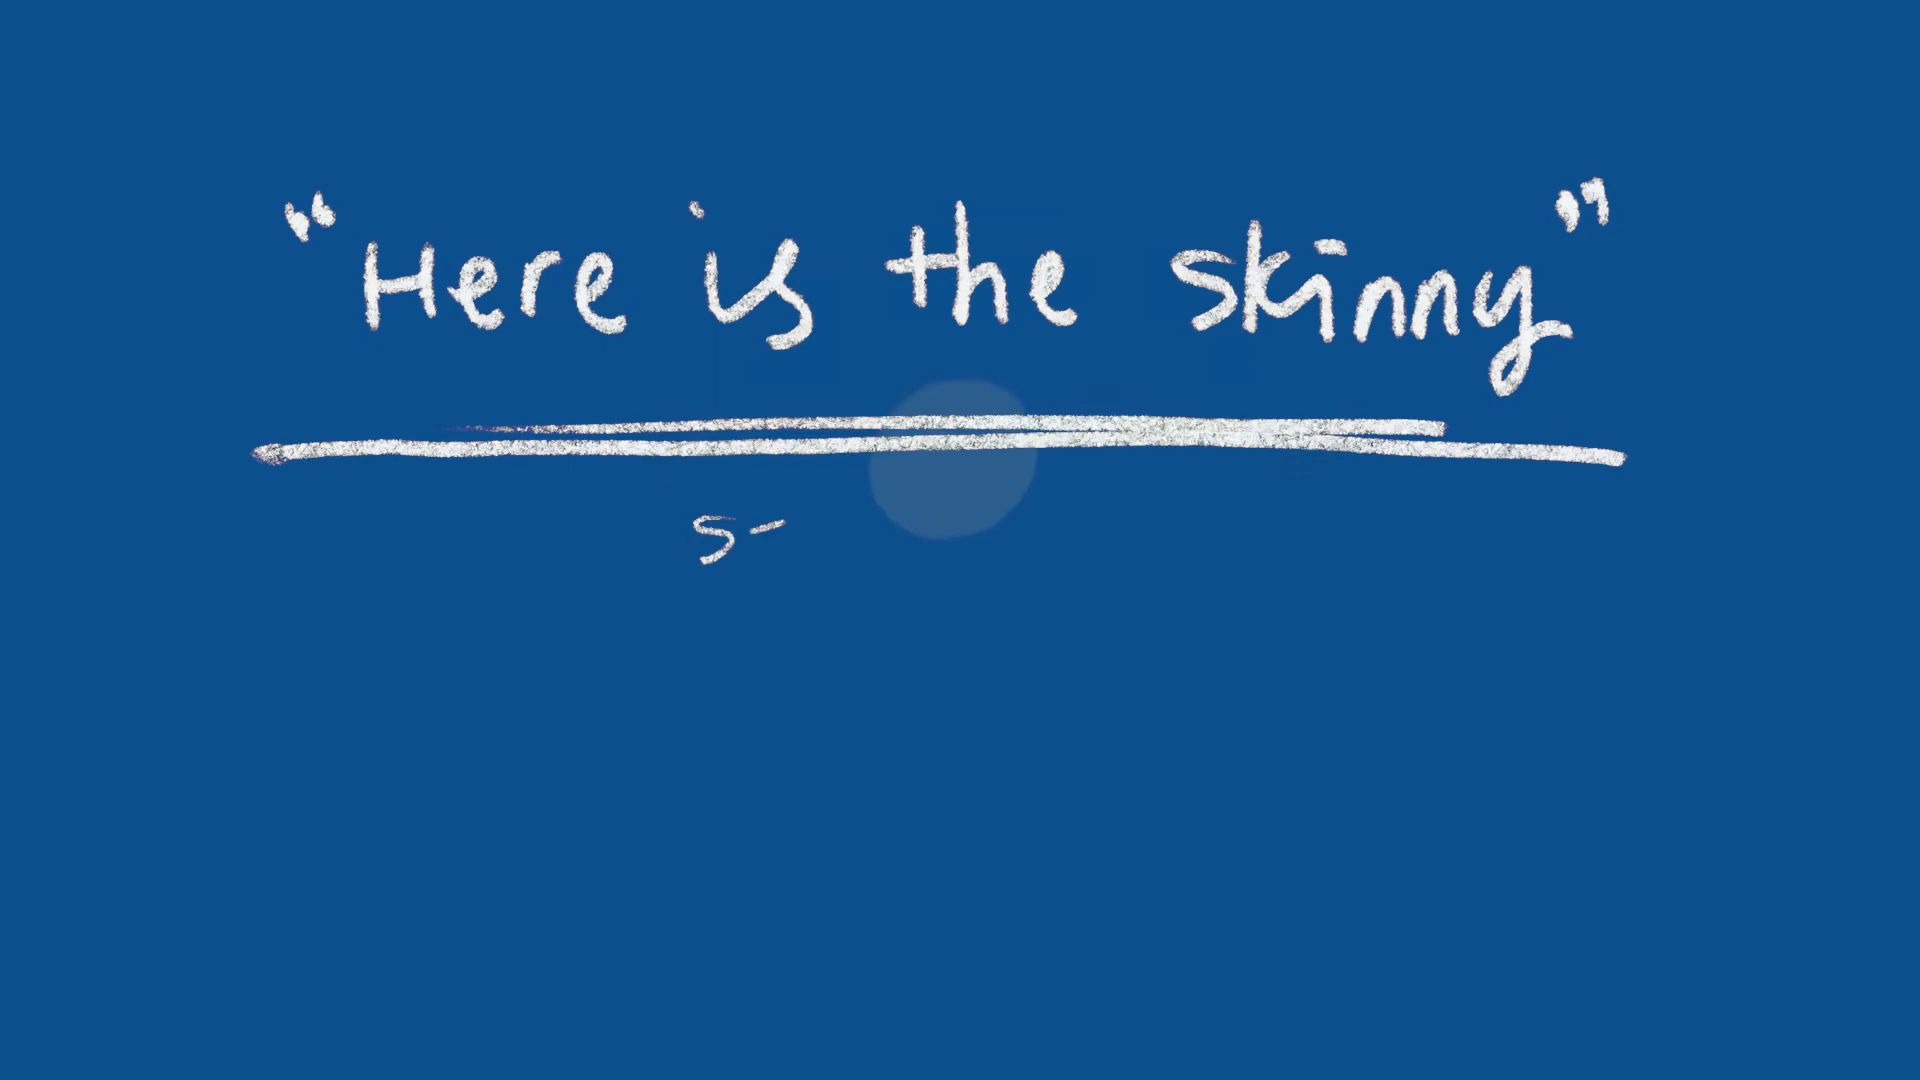 “Here is the skinny”
S-